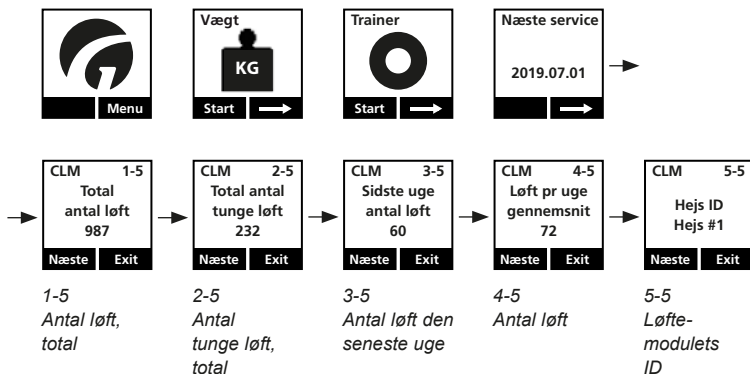 Menu
Vægt
KG
Start
Trainer
Start
Næste service
2019.07.01
CLM 1-5
Total
antal løft
987
Næste Exit
CLM 2-5
Total antal
tunge løft
232
Næste Exit
CLM 3-5
Sidste uge
antal løft
60
Næste Exit
CLM 4-5
Løft pr uge
gennemsnit
72
Næste Exit
CLM 5-5
Hejs ID
Hejs #1
Næste Exit
1-5
Antal løft,
total
2-5
Antal
tunge løft,
total
3-5
Antal løft den
seneste uge
4-5
Antal løft
5-5
Løfte-
modulets
ID